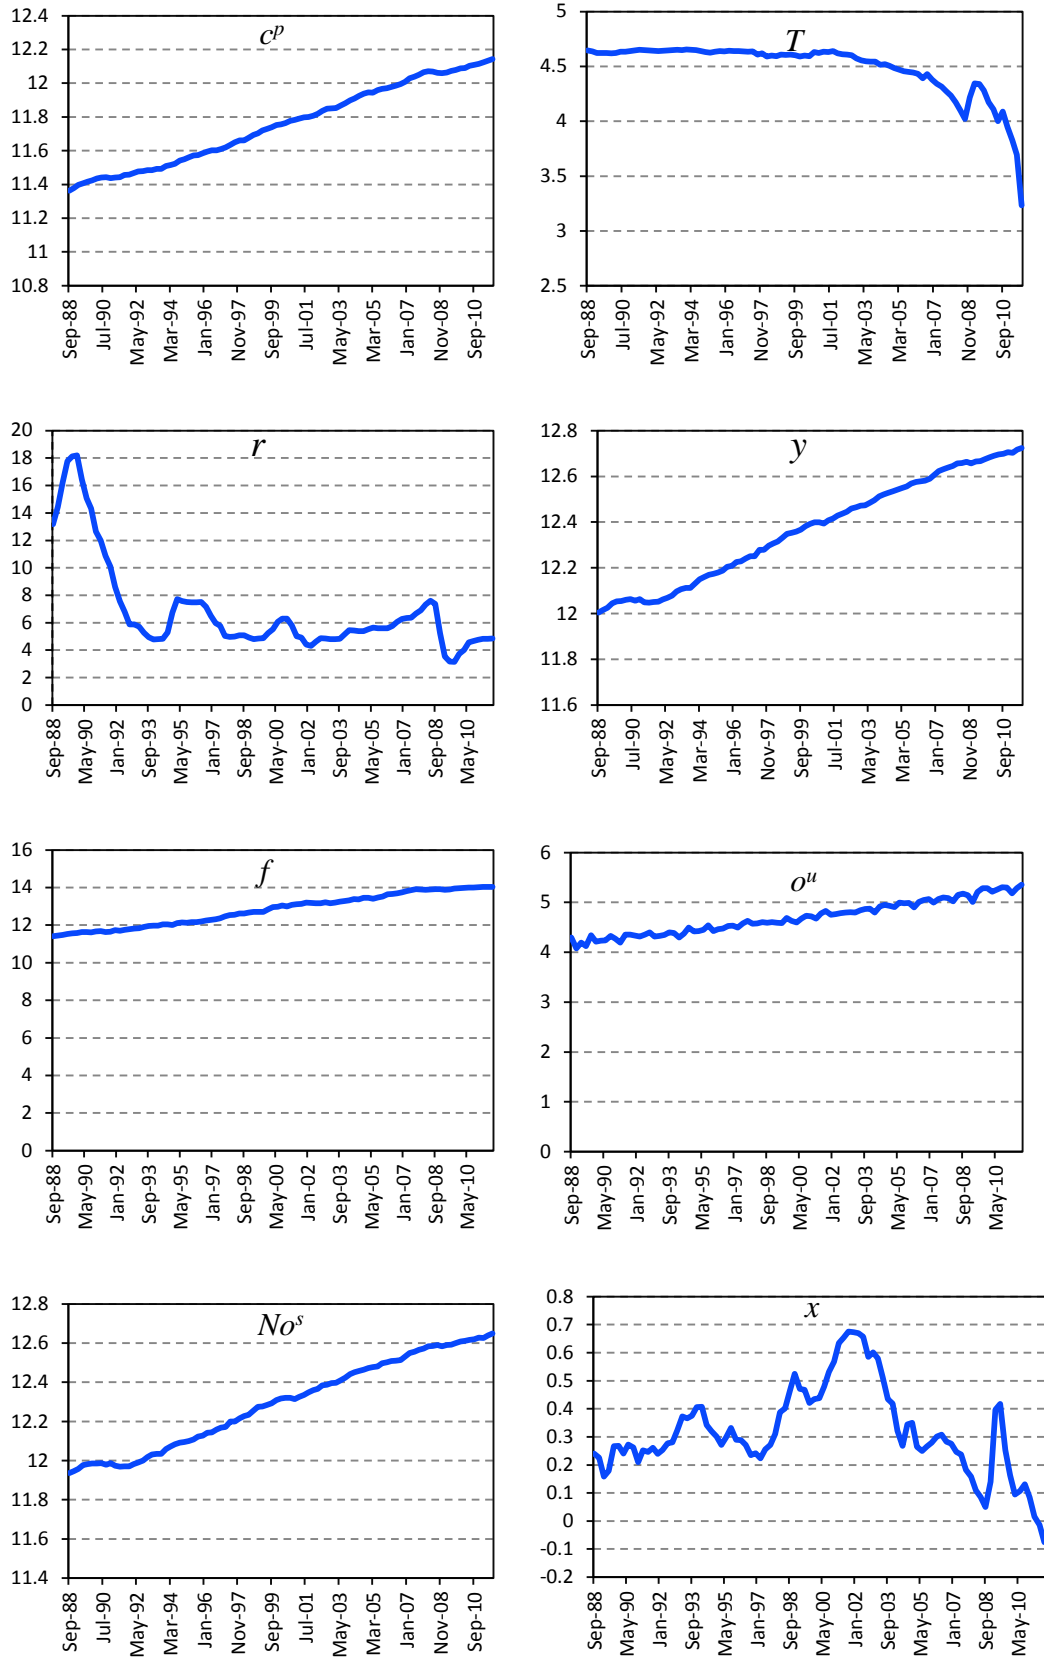 c^p
12.4
12.2
12
11.8
11.6
11.4
11.2
11
10.8
Sep-88
Jul-90
May-92
Mar-94
Jan-96
Nov-97
Sep-99
Jul-01
May-03
Mar-05
Jan-07
Nov-08
Sep-10
T
5
4.5
4
3.5
3
2.5
Sep-88
Jul-90
May-92
Mar-94
Jan-96
Nov-97
Sep-99
Jul-01
May-03
Mar-05
Jan-07
Nov-08
Sep-10
r
20
18
16
14
12
10
8
6
4
2
0
Sep-88
May-90
Jan-92
Sep-93
May-95
Jan-97
Sep-98
May-00
Jan-02
Sep-03
May-05
Jan-07
Sep-08
May-10
y
12.8
12.6
12.4
12.2
12
11.8
11.6
Sep-88
Jul-90
May-92
Mar-94
Jan-96
Nov-97
Sep-99
Jul-01
May-03
Mar-05
Jan-07
Nov-08
Sep-10
f
16
14
12
10
8
6
4
2
0
Sep-88
May-90
Jan-92
Sep-93
May-95
Jan-97
Sep-98
May-00
Jan-02
Sep-03
May-05
Jan-07
Sep-08
May-10
o^u
6
5
4
3
2
1
0
Sep-88
May-90
Jan-92
Sep-93
May-95
Jan-97
Sep-98
May-00
Jan-02
Sep-03
May-05
Jan-07
Sep-08
May-10
No^s
12.8
12.6
12.4
12.2
12
11.8
11.6
11.4
Sep-88
Jul-90
May-92
Mar-94
Jan-96
Nov-97
Sep-99
Jul-01
May-03
Mar-05
Jan-07
Nov-08
Sep-10
x
0.8
0.7
0.6
0.5
0.4
0.3
0.2
0.1
0
-0.1
-0.2
Sep-88
May-90
Jan-92
Sep-93
May-95
Jan-97
Sep-98
May-00
Jan-02
Sep-03
May-05
Jan-07
Sep-08
May-10